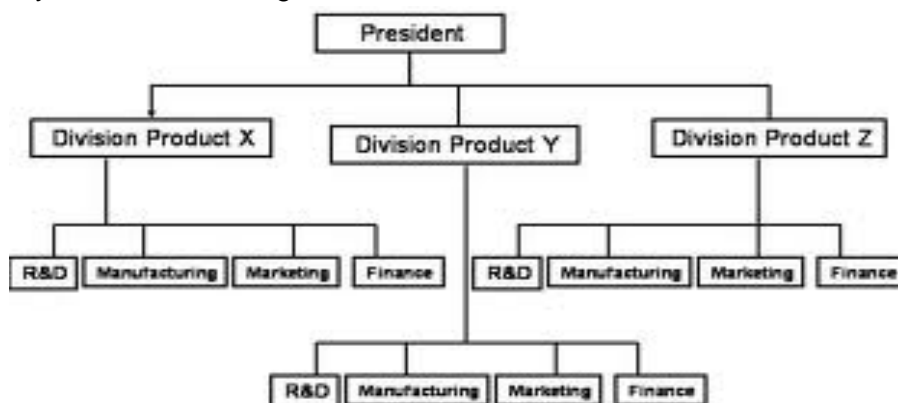 President
Division Product X
Division Product Y
Division Product Z
R&D Manufacturing Marketing Finance
R&D Manufacturing Marketing Finance
R&D Manufacturing Marketing Finance